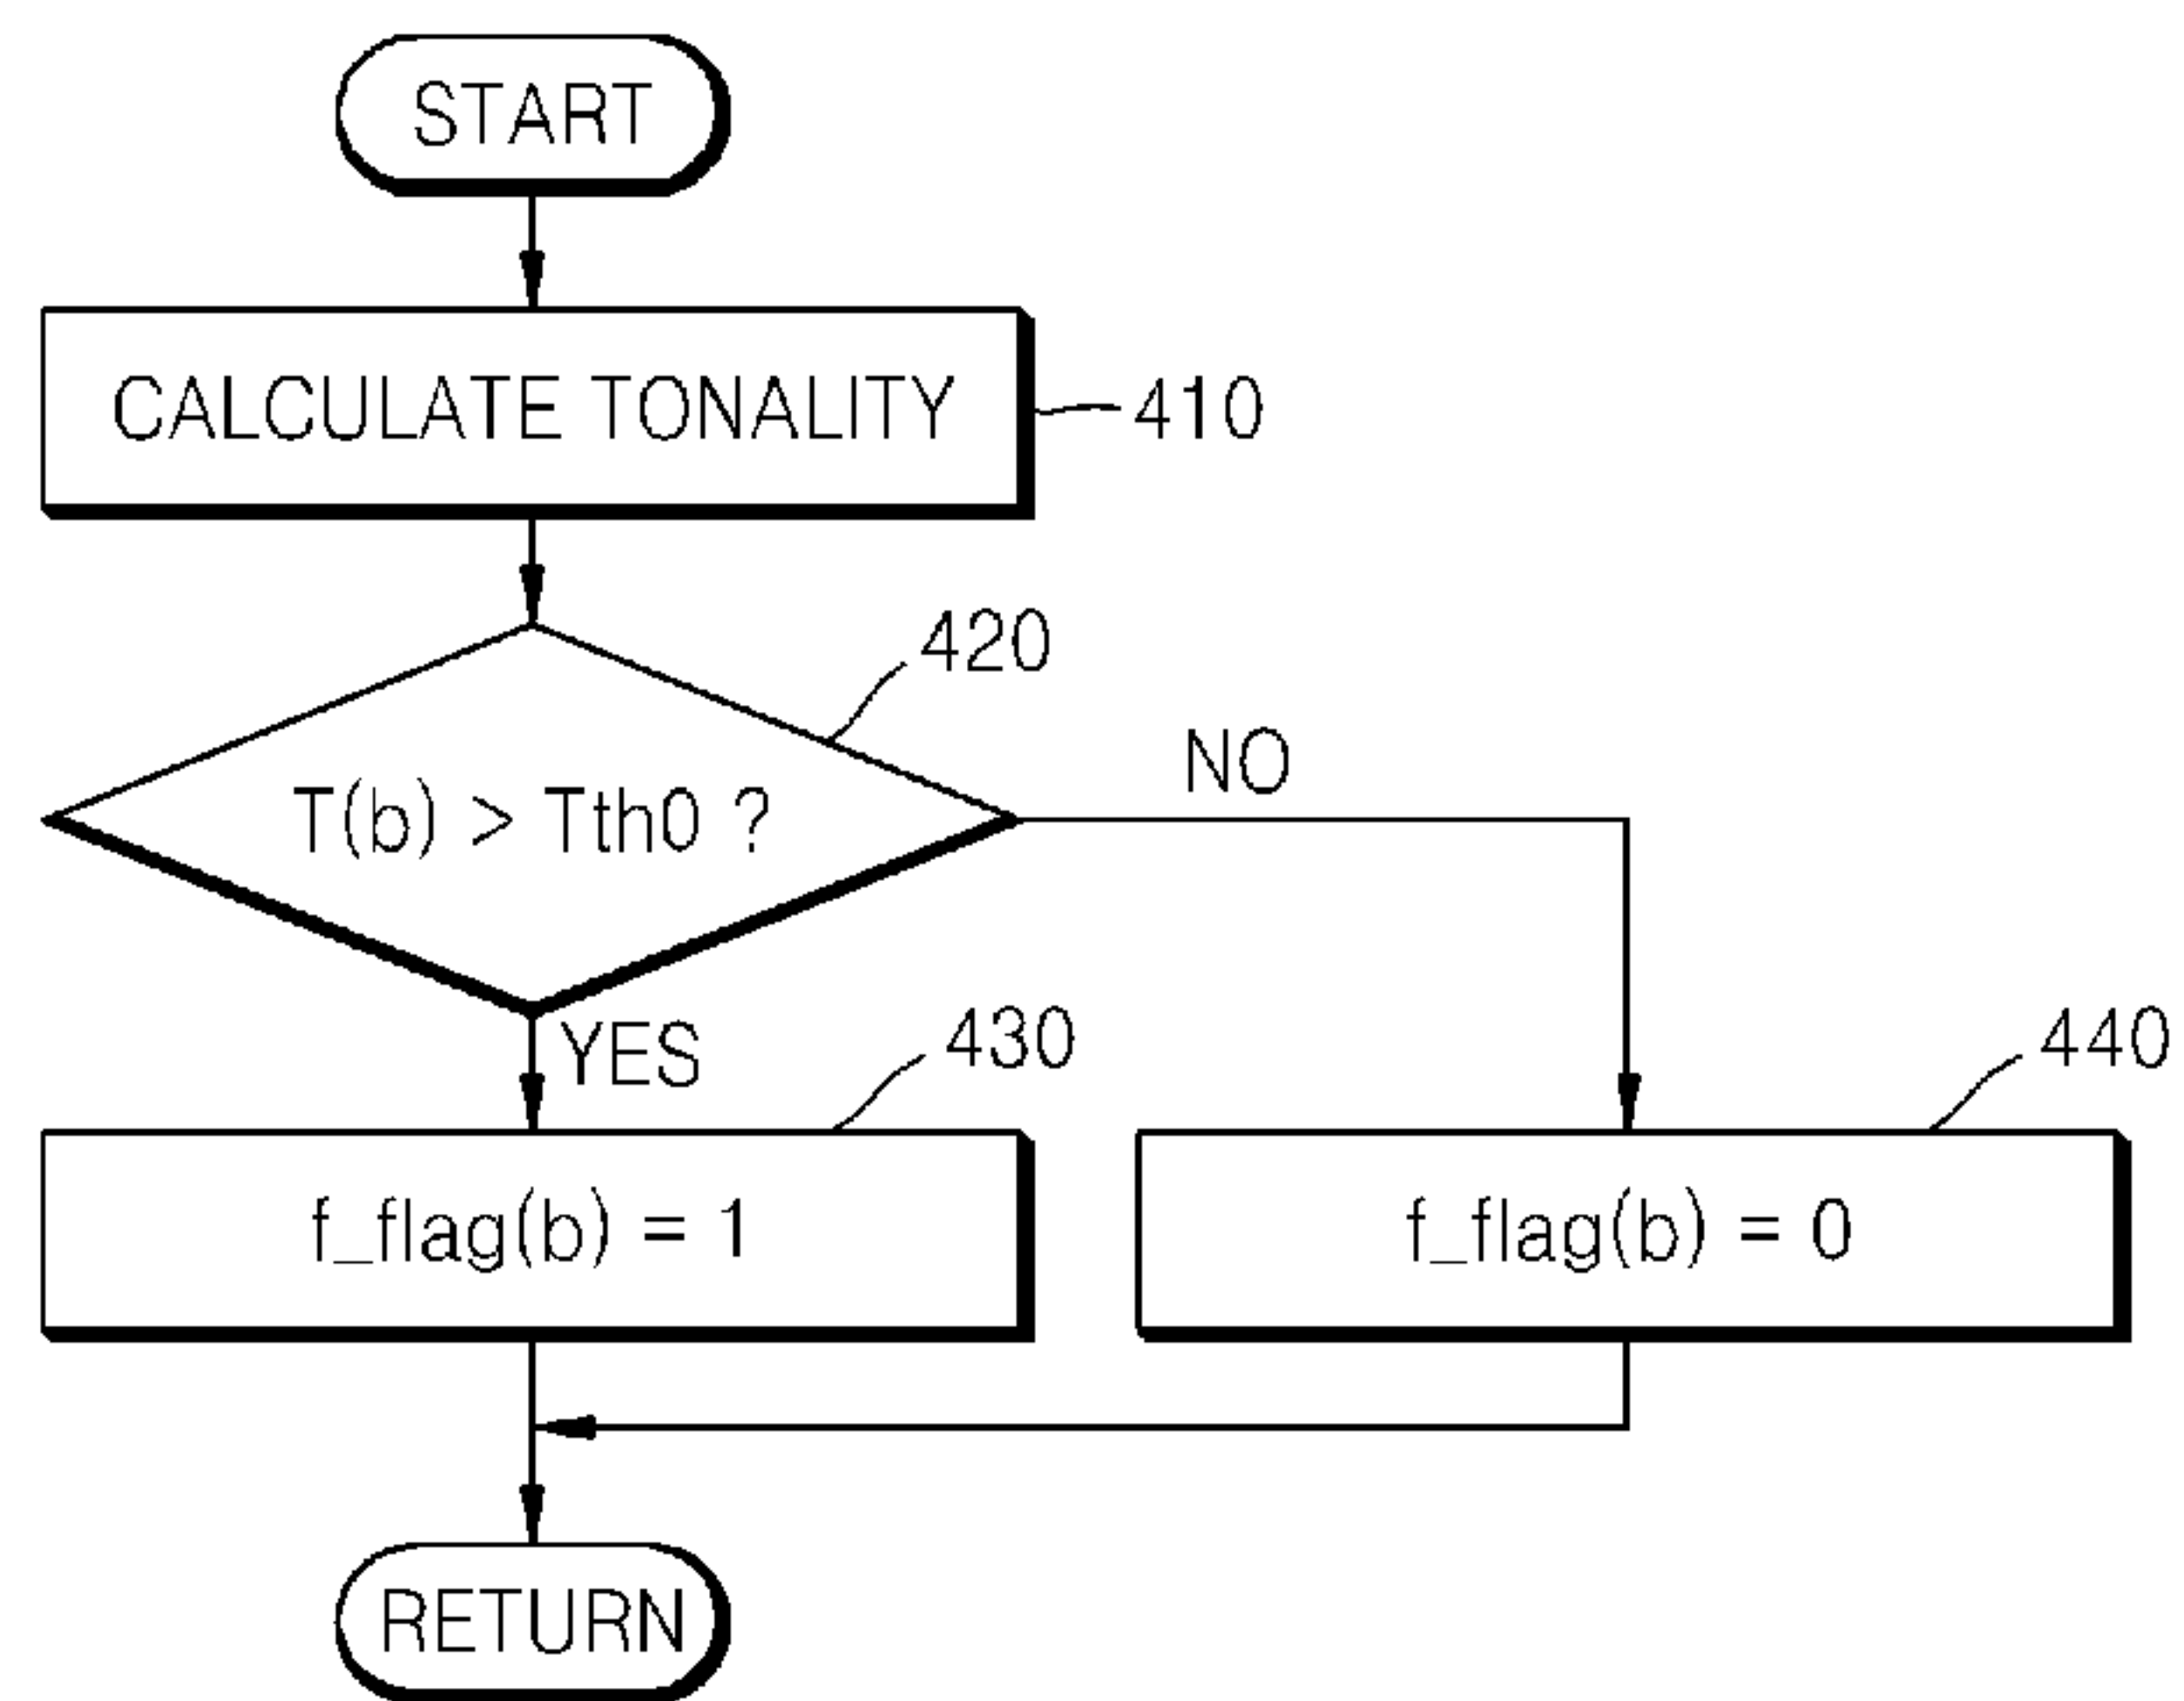 START
CALCULATE TONALITY
410
420
T(b) > Tth0 ?
NO
YES
430
440
f_flag(b) = 1
f_flag(b) = 0
RETURN